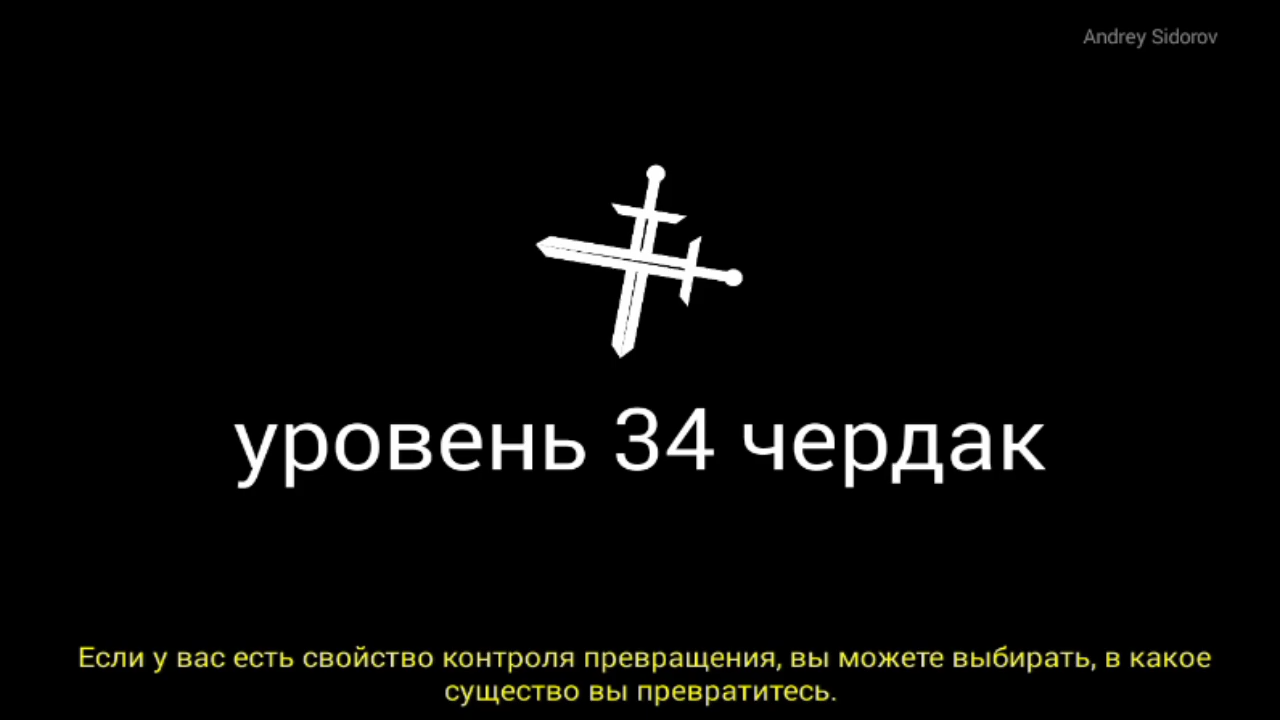 Andrey Sidorov
уровень 34 чердак
Если у вас есть свойство контроля превращения, вы можете выбирать, в какое
существо вы превратитесь.